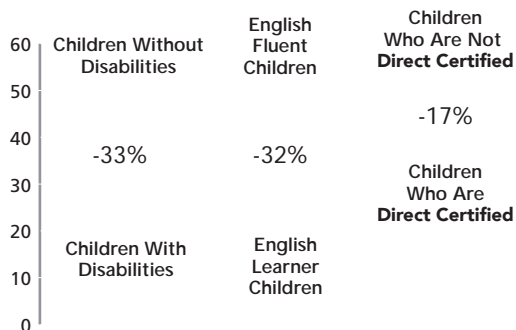 60
50
40
30
20
10
0
Children Without
Disabilities
-33%
Children With
Disabilities
English
Fluent
Children
-32%
English
Learner
Children
Children
Who Are Not
Direct Certified
-17%
Children
Who Are
Direct Certified